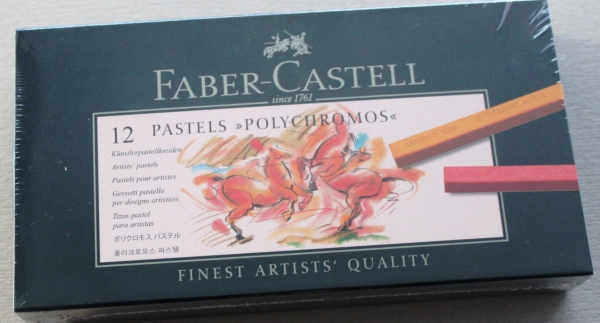 FABER-CASTELL
since 1761
12 PASTELS »POLYCHROMOS«
Künstlerpastellkreiden
Artists' pastels
Pastels pour artistes
Gessetti pastello
per disegno artistico
Tizas pastel
para artistas
ポリクロモス パステル
폴리크로모스 파스텔
FINEST ARTISTS' QUALITY